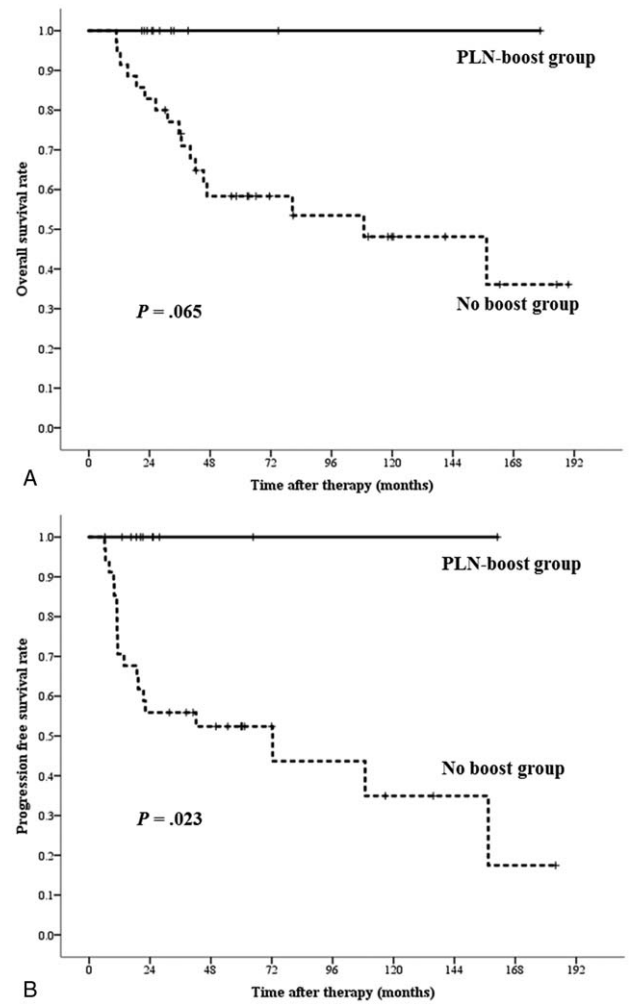 1.0
PLN-boost group
0.9
0.8
0.7
0.6
0.5
0.4
0.3
0.2
0.1
0.0
Overall survival rate
P = .065
No boost group
0 24 48 72 96 120 144 168 192
A
Time after therapy (months)
1.0
PLN-boost group
0.9
0.8
0.7
0.6
0.5
0.4
0.3
0.2
0.1
0.0
Progression free survival rate
No boost group
P = .023
0 24 48 72 96 120 144 168 192
B
Time after therapy (months)